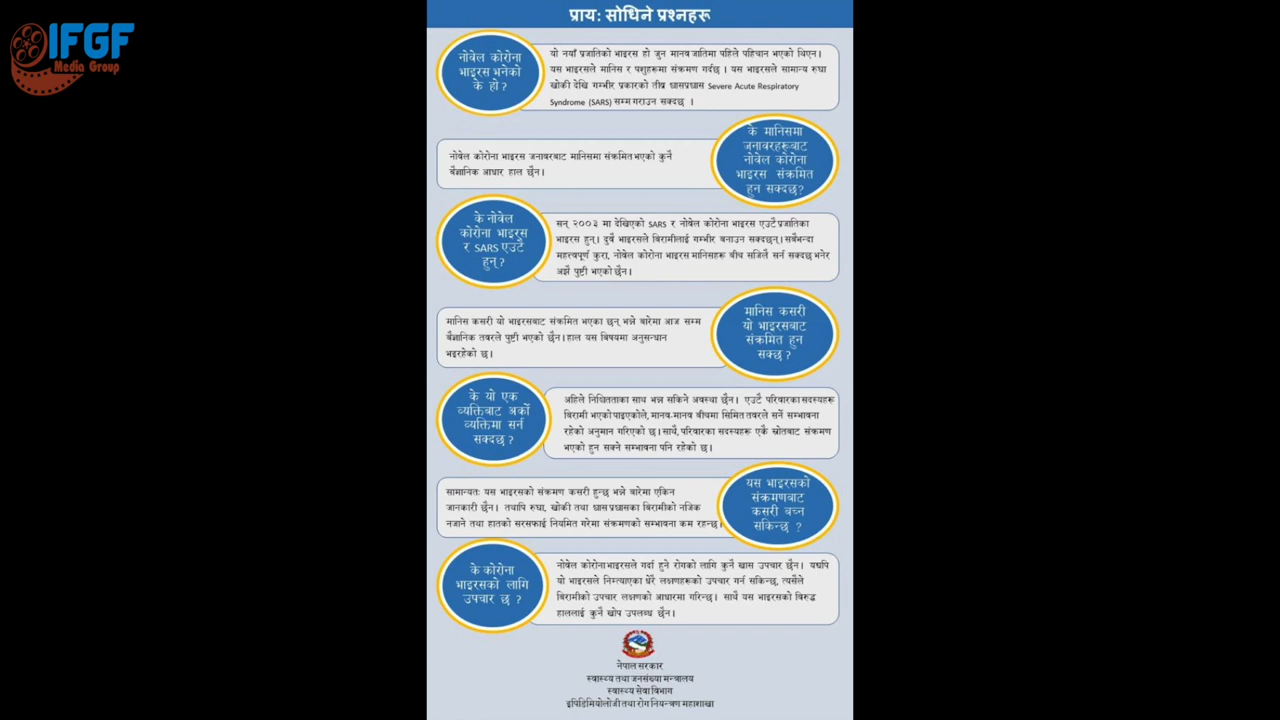 IFGF
Media Group
प्राय: सोधिने प्रश्नहरू
नोवेल कोरोना
भाइरस भनेको
के हो ?
यो नयाँ प्रजातिको भाइरस हो जुन मानव जातिमा पहिले पहिचान भएको थिएन ।
यस भाइरसले मानिस र पशुहरूमा संक्रमण गर्दछ । यस भाइरसले सामान्य रुघा
खोकी देखि गम्भीर प्रकारको तीव्र श्वासप्रश्वास Severe Acute Respiratory
Syndrome (SARS) सम्म गराउन सक्दछ ।
के मानिसमा
जनावरहरूबाट
नोवेल कोरोना
भाइरस संक्रमित
हुन सक्दछ?
नोवेल कोरोना भाइरस जनावरबाट मानिसमा संक्रमित भएको कुनै
वैज्ञानिक आधार हाल छैन ।
के नोवेल
कोरोना भाइरस
र SARS एउटै
हुन् ?
सन् २००३ मा देखिएको SARS र नोवेल कोरोना भाइरस एउटै प्रजातिका
भाइरस हुन् । दुवै भाइरसले बिरामीलाई गम्भीर बनाउन सक्दछन् । सर्वेभन्दा
महत्त्वपूर्ण कुरा, नोवेल कोरोना भाइरस मानिसहरू बीच सजिलै सर्न सक्दछ भनेर
अझै पुष्टी भएको छैन ।
मानिस कसरी
यो भाइरसबाट
संक्रमित हुन
सक्छ ?
मानिस कसरी यो भाइरसबाट संक्रमित भएका छन् भन्ने बारेमा आज सम्म
वैज्ञानिक तवरले पुष्टी भएको छैन । हाल यस विषयमा अनुसन्धान
भइरहेको छ ।
के यो एक
व्यक्तिबाट अर्को
व्यक्तिमा सर्न
सक्दछ ?
अहिले निश्चितताका साथ भन्न सकिने अवस्था छैन । एउटै परिवारका सदस्यहरू
बिरामी भएको पाइएकोले, मानव-मानव बीचमा सिमित तवरले सर्ने सम्भावना
रहेको अनुमान गरिएको छ । साथै, परिवारका सदस्यहरू एकै स्रोतबाट संक्रमण
भएको हुन सक्ने सम्भावना पनि रहेको छ ।
यस भाइरसको
संक्रमणबाट
कसरी बच्न
सकिन्छ ?
सामान्यतः यस भाइरसको संक्रमण कसरी हुन्छ भन्ने बारेमा एकिन
जानकारी छैन । तथापि रुघा, खोकी तथा श्वास प्रश्वासका बिरामीको नजिक
नजाने तथा हातको सरसफाई नियमित गरेमा संक्रमणको सम्भावना कम रहन्छ ।
के कोरोना
भाइरसको लागि
उपचार छ ?
नोवेल कोरोना भाइरसले गर्दा हुने रोगको लागि कुनै खास उपचार छैन । यद्यपि
यो भाइरसले निम्त्याएका धेरै लक्षणहरूको उपचार गर्न सकिन्छ, त्यसैले
बिरामीको उपचार लक्षणको आधारमा गरिन्छ । साथै यस भाइरसको विरुद्ध
हाललाई कुनै खोप उपलब्ध छैन ।
नेपाल सरकार
स्वास्थ्य तथा जनसंख्या मन्त्रालय
स्वास्थ्य सेवा विभाग
इपिडिमियोलोजी तथा रोग नियन्त्रण महाशाखा